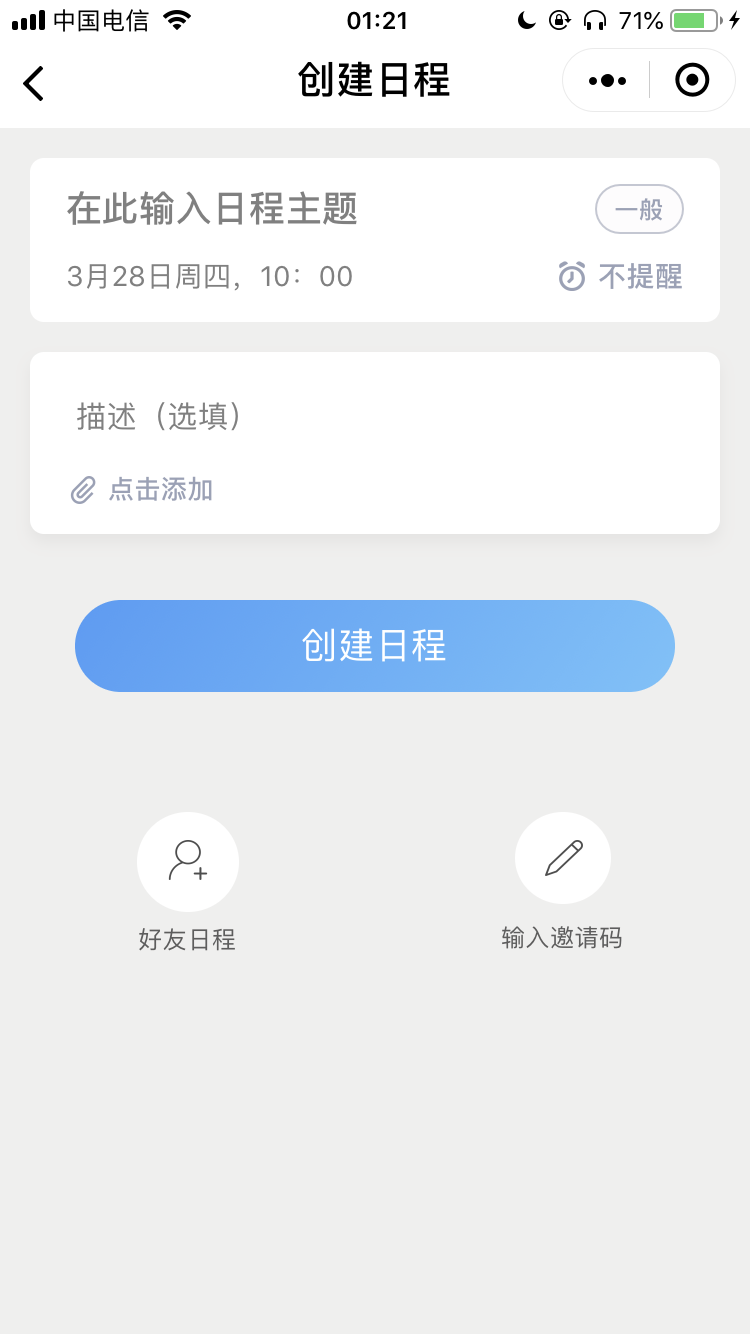 中国电信 01:21 71%
创建日程
在此输入日程主题 一般
3月28日周四，10：00 不提醒
描述（选填）
点击添加
创建日程
好友日程 输入邀请码